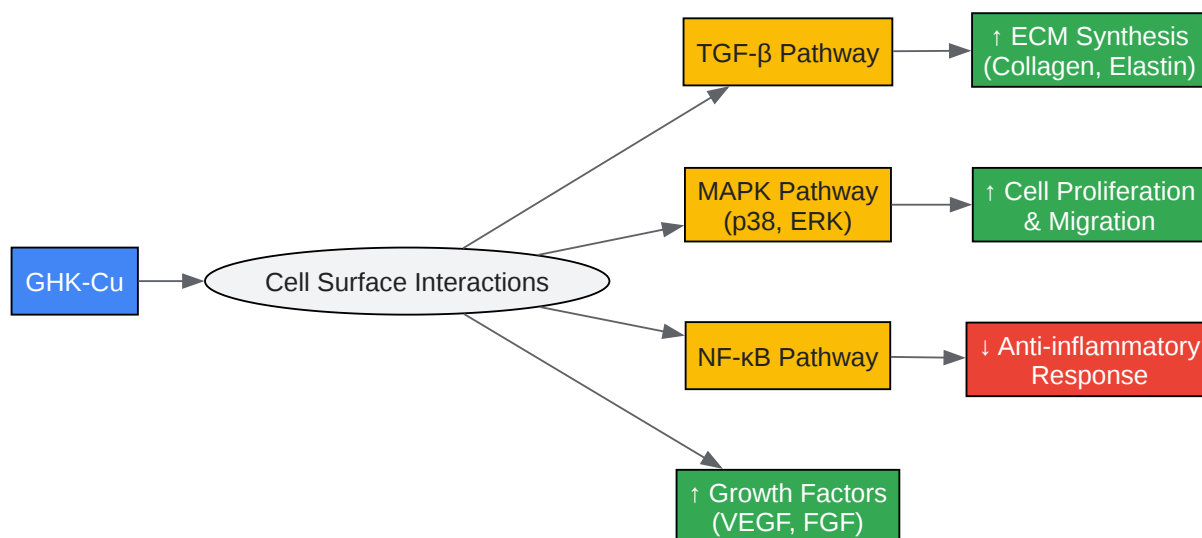 GHK-Cu
Cell Surface Interactions
TGF-β Pathway
↑ ECM Synthesis
(Collagen, Elastin)
MAPK Pathway
(p38, ERK)
↑ Cell Proliferation
& Migration
NF-κB Pathway
↓ Anti-inflammatory
Response
↑ Growth Factors
(VEGF, FGF)